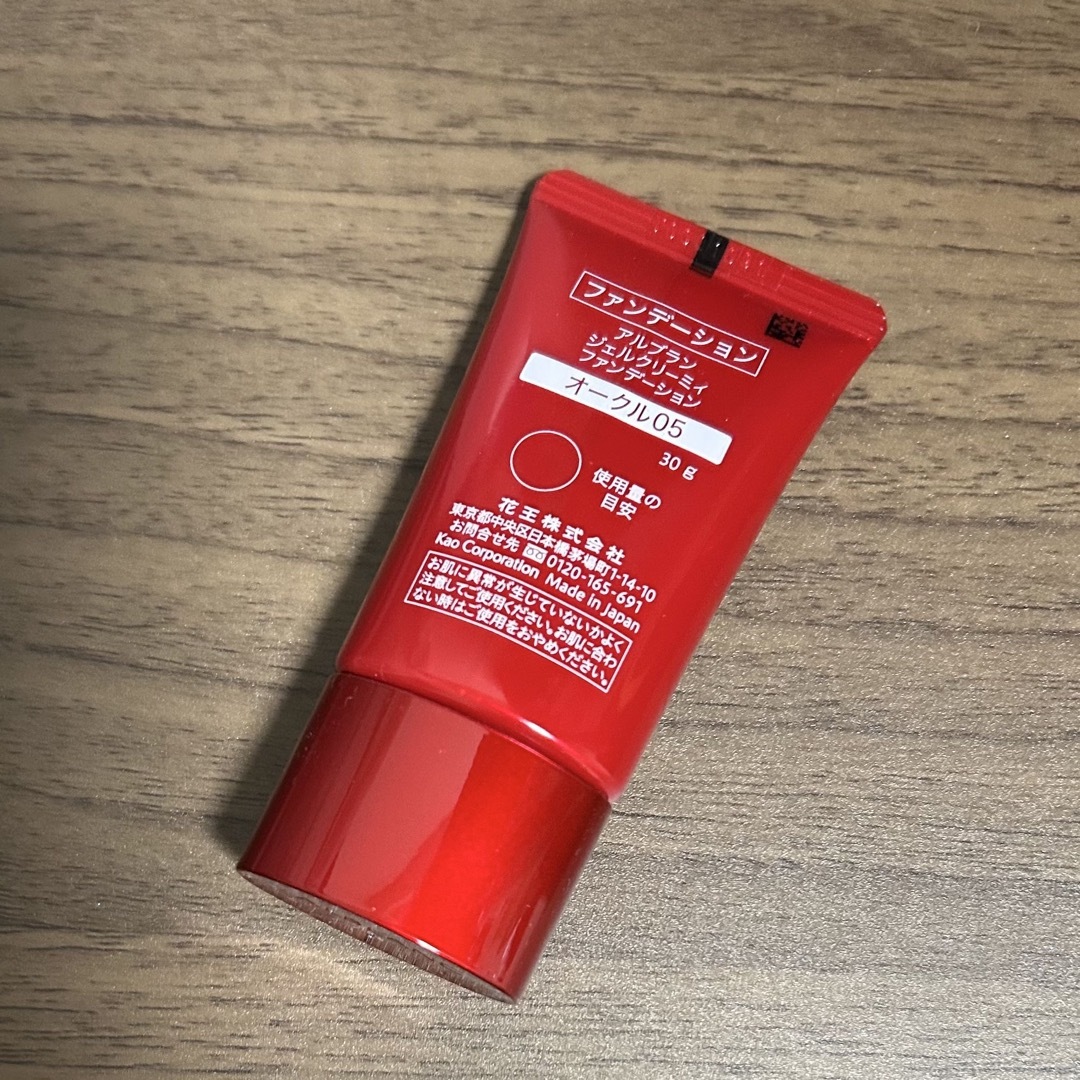 ファンデーション
アルブラン
ジェルクリーミィ
ファンデーション
オークル05
30g
使用量の
目安
花王株式会社
東京都中央区日本橋茅場町1-14-10
お問合せ先 0120-165-691
Kao Corporation Made in Japan
お肌に異常が生じていないかよく
注意してご使用ください。お肌に合わ
ない時はご使用をおやめください。